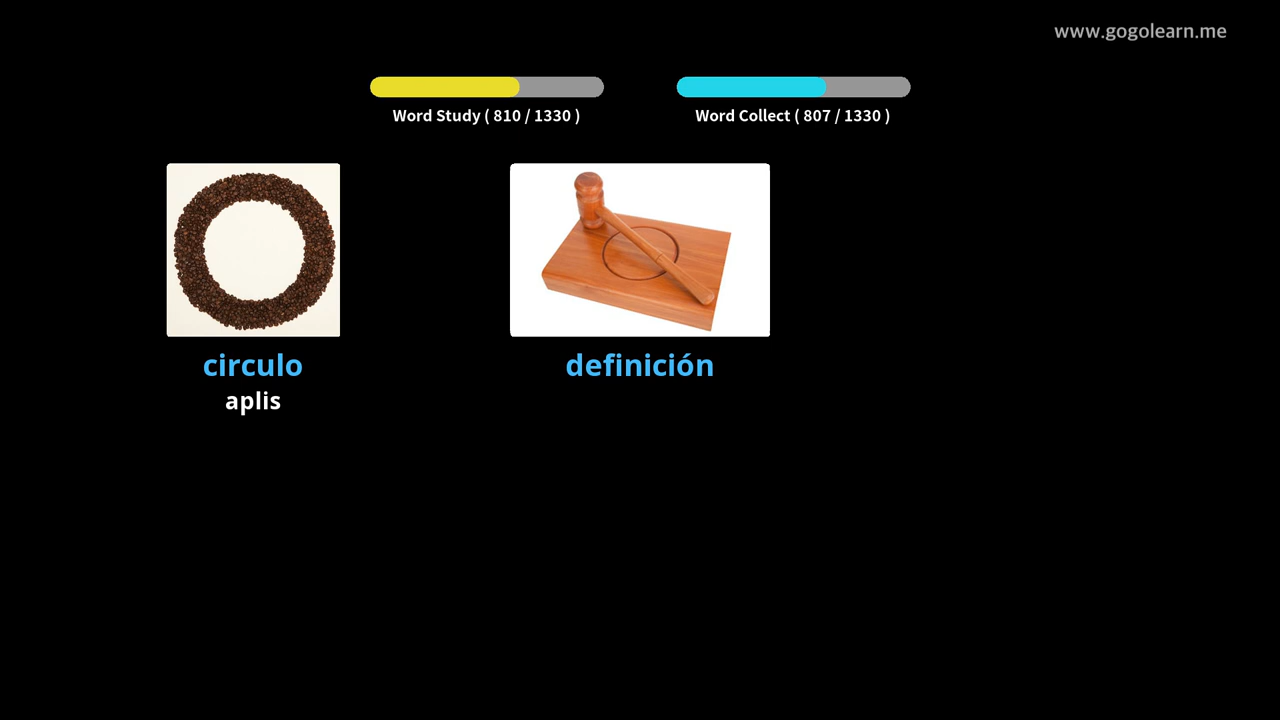 www.gogolearn.me
Word Study ( 810 / 1330 )
Word Collect ( 807 / 1330 )
circulo
aplis
definición